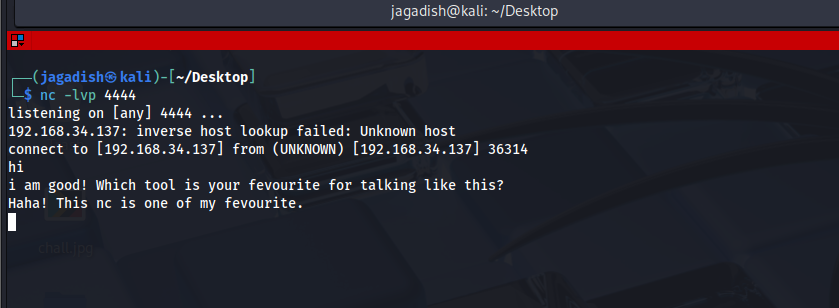 jagadish@kali: ~/Desktop
┌──(jagadish㉿kali)-[~/Desktop]
└─$ nc -lvp 4444
listening on [any] 4444 ...
192.168.34.137: inverse host lookup failed: Unknown host
connect to [192.168.34.137] from (UNKNOWN) [192.168.34.137] 36314
hi
i am good! Which tool is your fevourite for talking like this?
Haha! This nc is one of my fevourite.